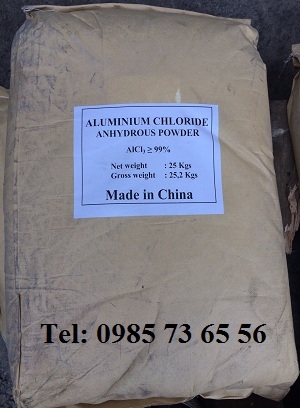 ALUMINIUM CHLORIDE
ANHYDROUS POWDER
AlCl₃ ≥ 99%
Net weight : 25 Kgs
Gross weight : 25,2 Kgs
Made in China
Tel: 0985 73 65 56